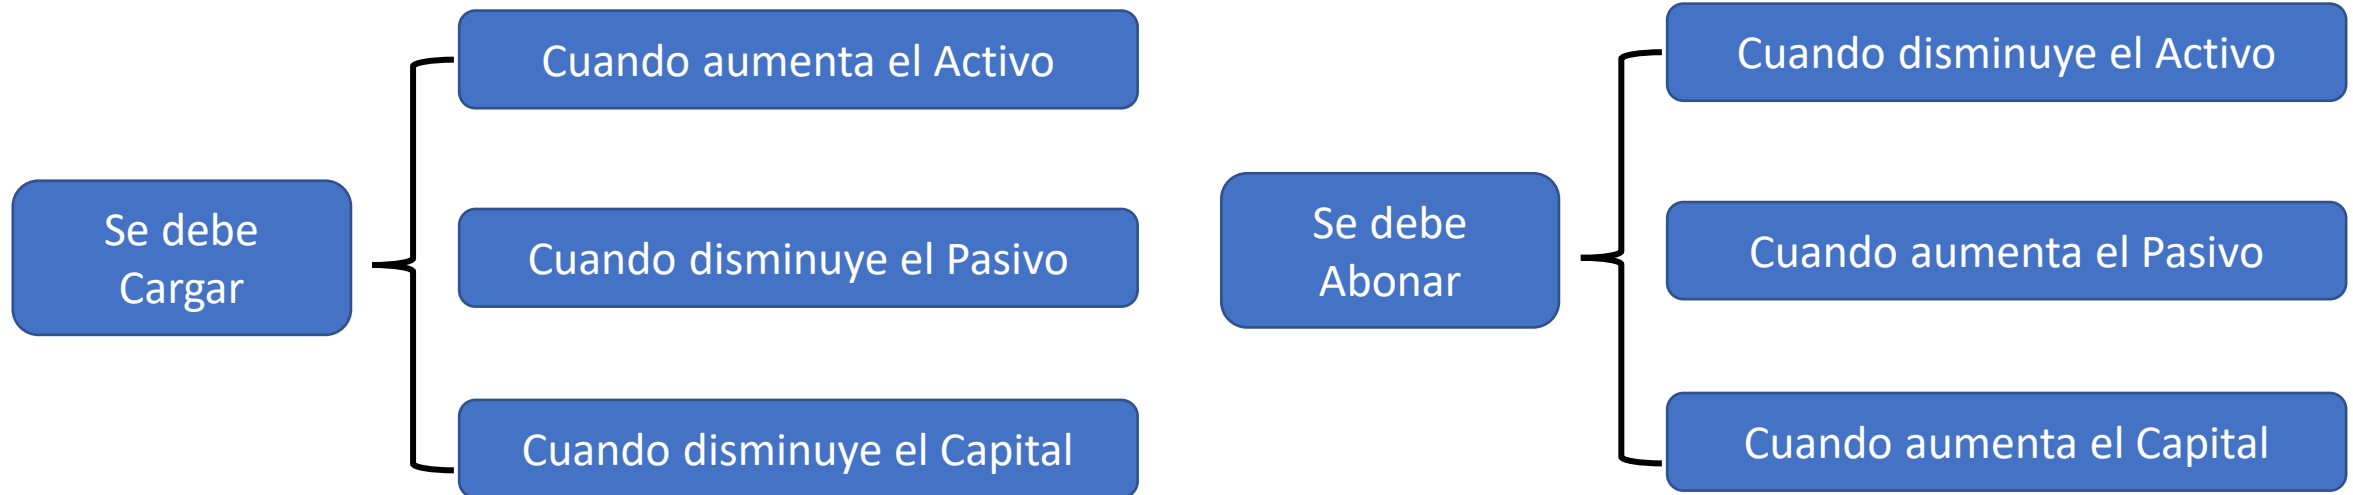 Se debe
Cargar
Cuando aumenta el Activo
Cuando disminuye el Pasivo
Cuando disminuye el Capital
Se debe
Abonar
Cuando disminuye el Activo
Cuando aumenta el Pasivo
Cuando aumenta el Capital